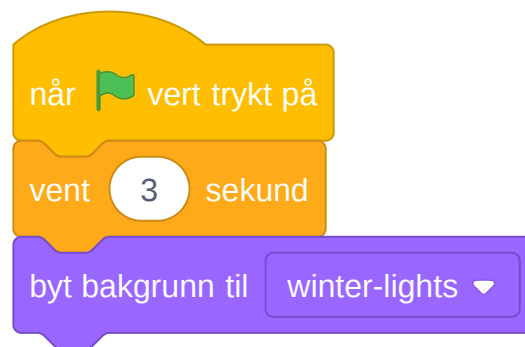 når vert trykt på
vent 3 sekund
byt bakgrunn til winter-lights